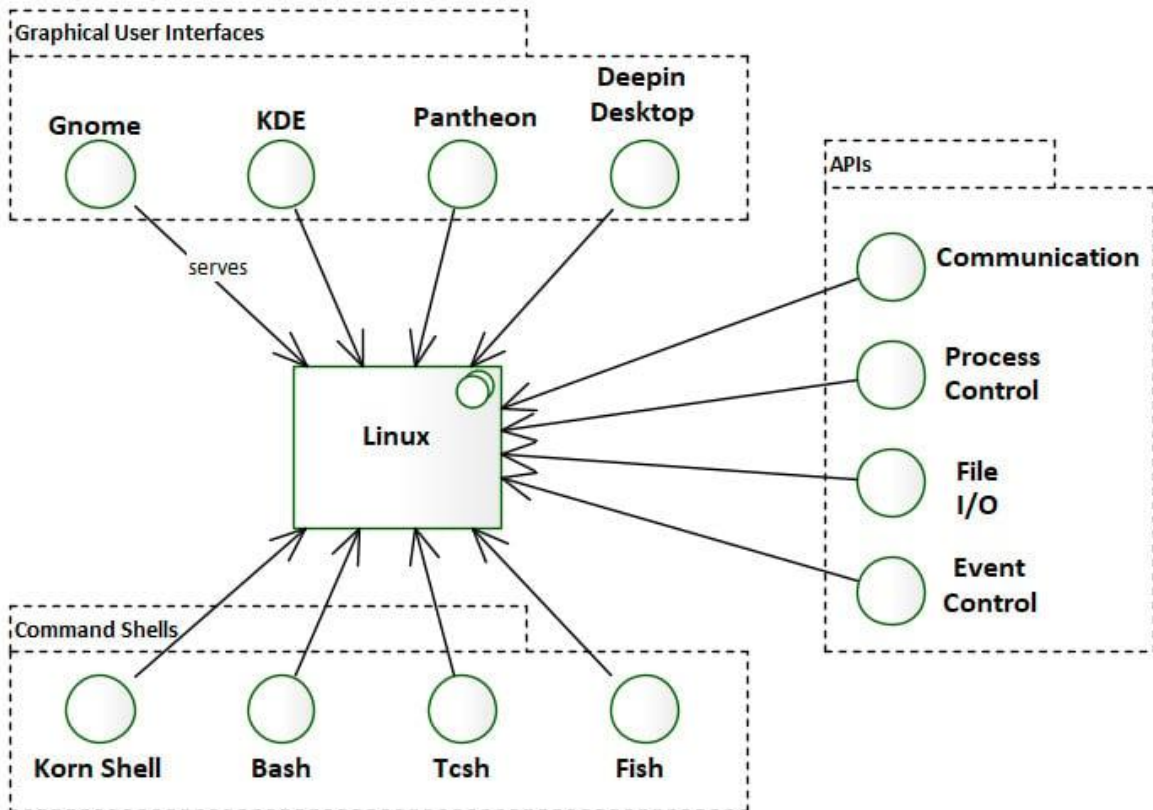 Graphical User Interfaces
Gnome
KDE
Pantheon
Deepin
Desktop
serves
APIs
Communication
Process
Control
File
I/O
Event
Control
Linux
Command Shells
Korn Shell
Bash
Tcsh
Fish